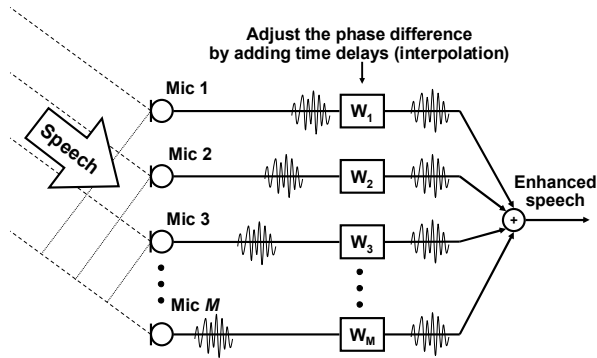 Adjust the phase difference
by adding time delays (interpolation)
Mic 1
W1
Speech
Mic 2
W2
Enhanced
speech
+
Mic 3
W3
Mic M
WM